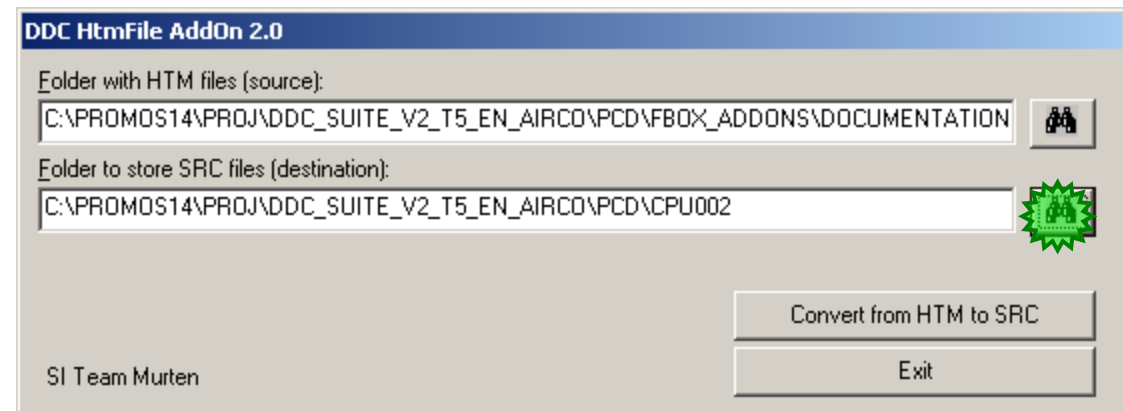 DDC HtmFile AddOn 2.0
Folder with HTM files (source):
C:\PROMOS14\PROJ\DDC_SUITE_V2_T5_EN_AIRCO\PCD\FBOX_ADDONS\DOCUMENTATION
Folder to store SRC files (destination):
C:\PROMOS14\PROJ\DDC_SUITE_V2_T5_EN_AIRCO\PCD\CPU002
Convert from HTM to SRC
SI Team Murten
Exit